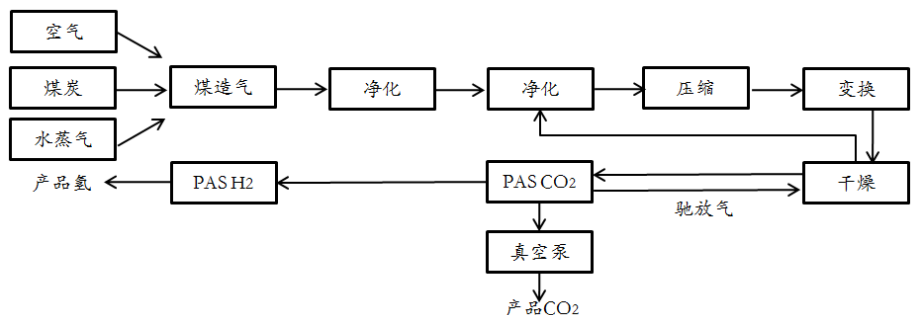 空气
煤炭
水蒸气
煤造气
净化
净化
压缩
变换
产品氢
PAS H2
PAS CO2
驰放气
干燥
真空泵
产品CO2